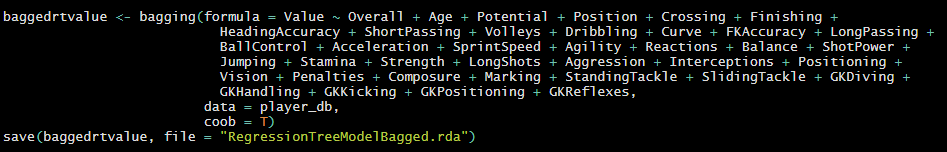 baggedrtvalue <- bagging(formula = Value ~ Overall + Age + Potential + Position + Crossing + Finishing +
HeadingAccuracy + ShortPassing + Volleys + Dribbling + Curve + FKAccuracy + LongPassing +
BallControl + Acceleration + SprintSpeed + Agility + Reactions + Balance + ShotPower +
Jumping + Stamina + Strength + LongShots + Aggression + Interceptions + Positioning +
Vision + Penalties + Composure + Marking + StandingTackle + SlidingTackle + GKDiving +
GKHandling + GKKicking + GKPositioning + GKReflexes,
data = player_db,
coob = T)
save(baggedrtvalue, file = "RegressionTreeModelBagged.rda")